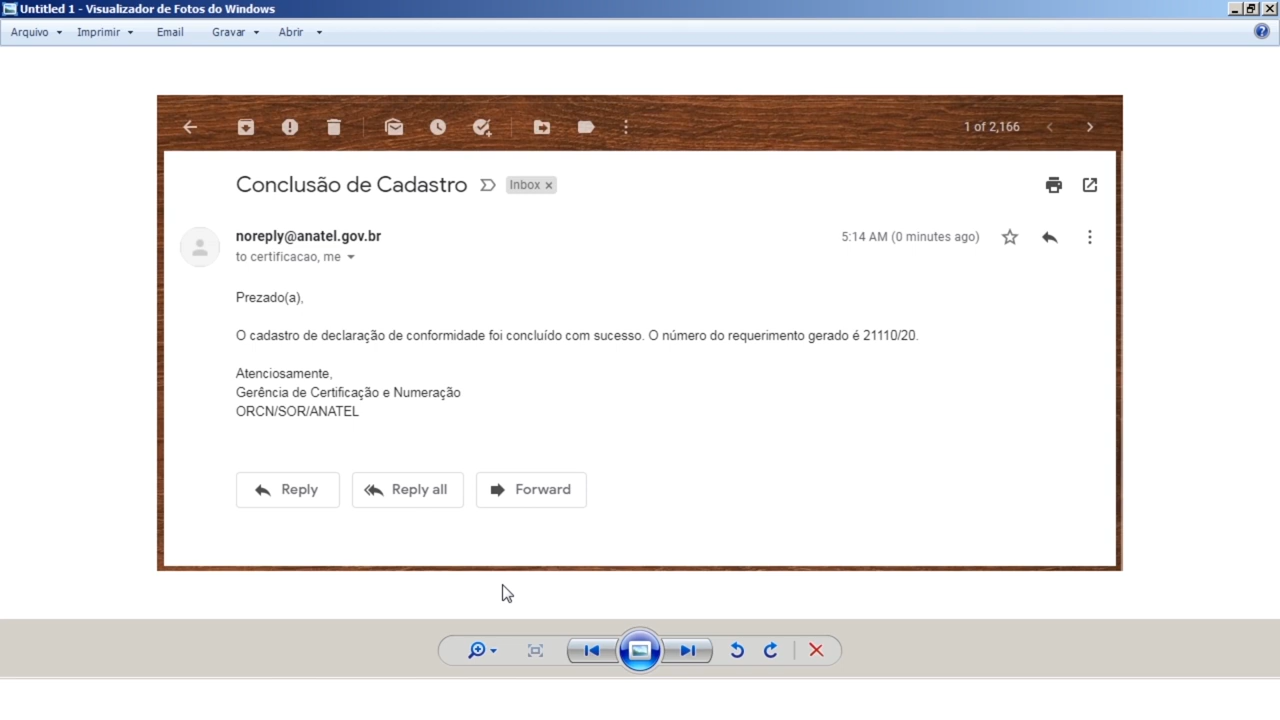 Untitled 1 - Visualizador de Fotos do Windows
Arquivo Imprimir Email Gravar Abrir
1 of 2,166
Conclusão de Cadastro Inbox x
noreply@anatel.gov.br 5:14 AM (0 minutes ago)
to certificacao, me
Prezado(a),
O cadastro de declaração de conformidade foi concluído com sucesso. O número do requerimento gerado é 21110/20.
Atenciosamente,
Gerência de Certificação e Numeração
ORCN/SOR/ANATEL
Reply Reply all Forward